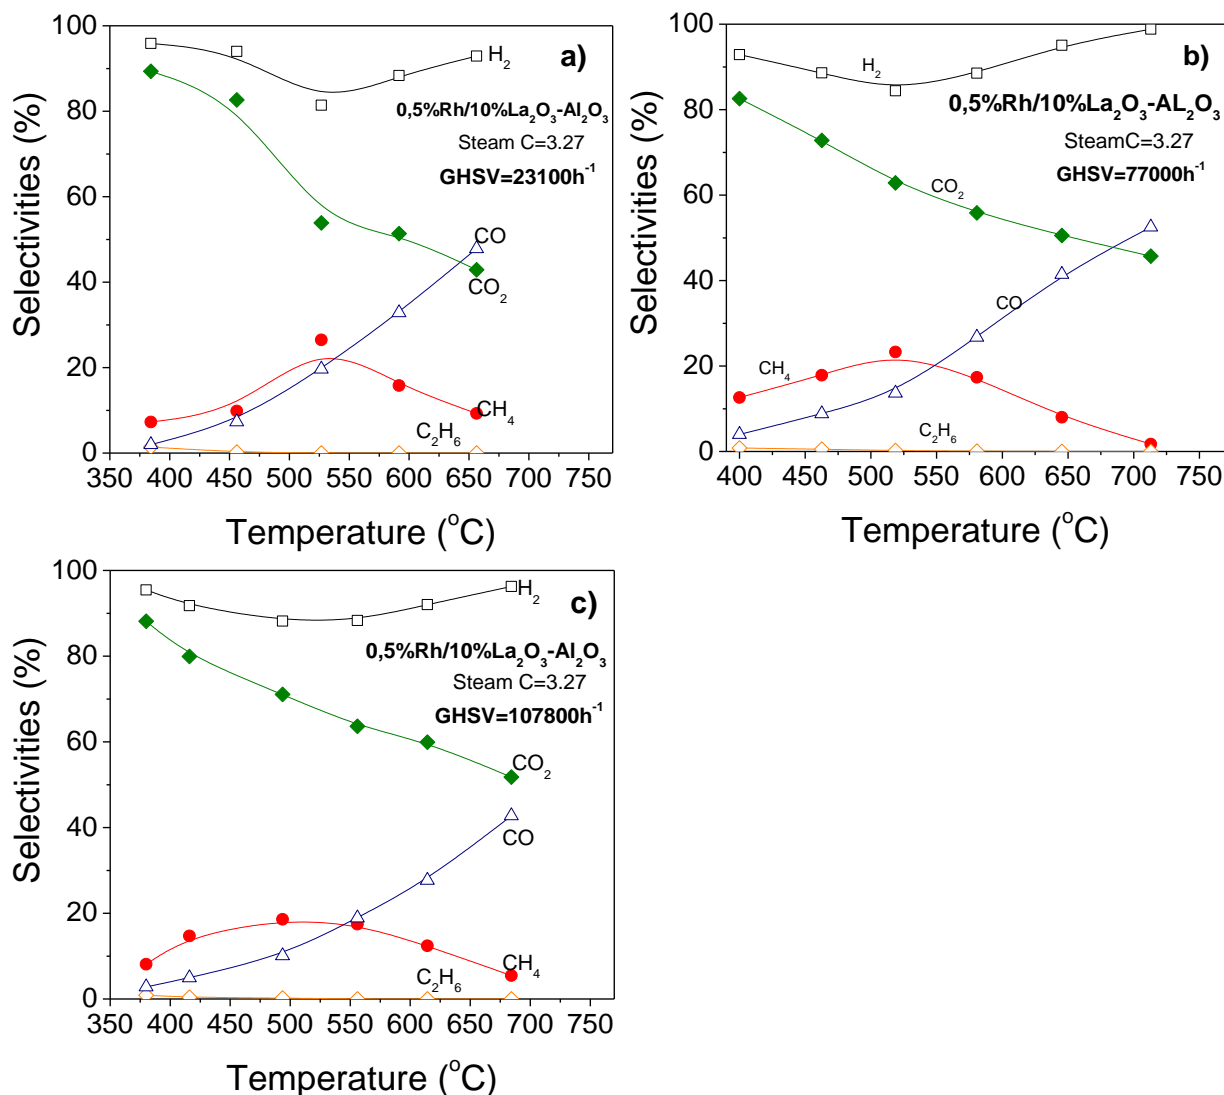 a)
H₂
0,5%Rh/10%La₂O₃-Al₂O₃
Steam C=3.27
GHSV=23100h⁻¹
CO
CO₂
CH₄
C₂H₆
100
80
60
40
20
0
350 400 450 500 550 600 650 700 750
Selectivities (%)
Temperature (°C)
b)
H₂
0,5%Rh/10%La₂O₃-AL₂O₃
SteamC=3.27
GHSV=77000h⁻¹
CO₂
CO
CH₄
C₂H₆
100
80
60
40
20
0
400 450 500 550 600 650 700 750
Selectivities (%)
Temperature (°C)
c)
H₂
0,5%Rh/10%La₂O₃-Al₂O₃
Steam C=3.27
GHSV=107800h⁻¹
CO₂
CO
CH₄
C₂H₆
100
80
60
40
20
0
350 400 450 500 550 600 650 700 750
Selectivities (%)
Temperature (°C)